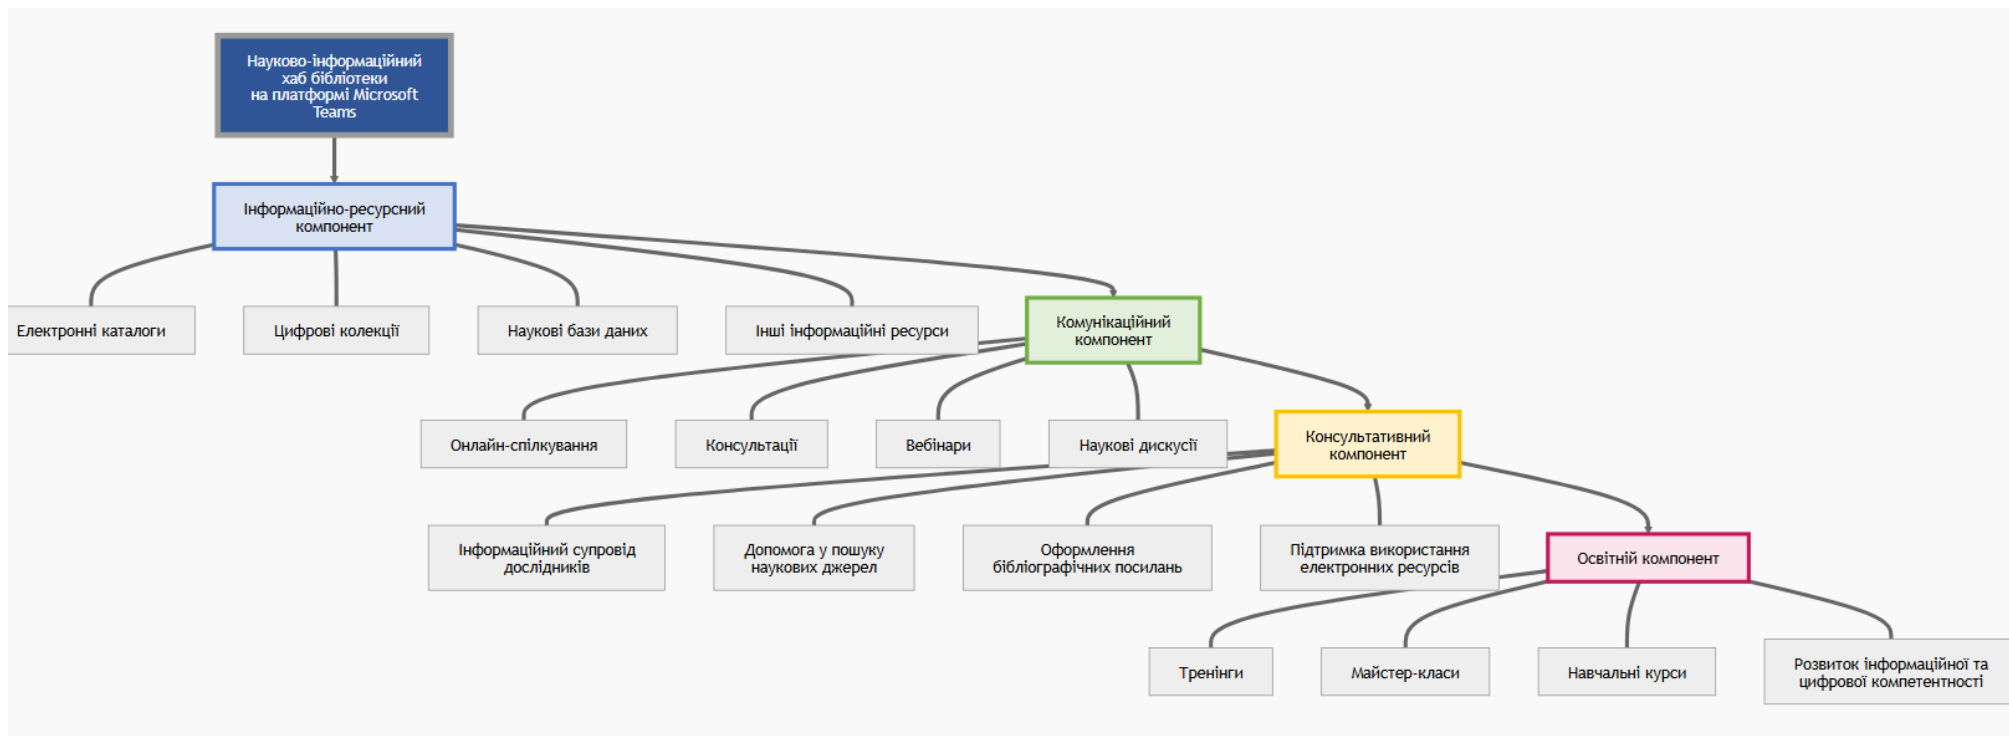 Науково-інформаційний
хаб бібліотеки
на платформі Microsoft
Teams
Інформаційно-ресурсний
компонент
Електронні каталоги
Цифрові колекції
Наукові бази даних
Інші інформаційні ресурси
Комунікаційний
компонент
Онлайн-спілкування
Консультації
Вебінари
Наукові дискусії
Консультативний
компонент
Інформаційний супровід
дослідників
Допомога у пошуку
наукових джерел
Оформлення
бібліографічних посилань
Підтримка використання
електронних ресурсів
Освітній компонент
Тренінги
Майстер-класи
Навчальні курси
Розвиток інформаційної та
цифрової компетентності